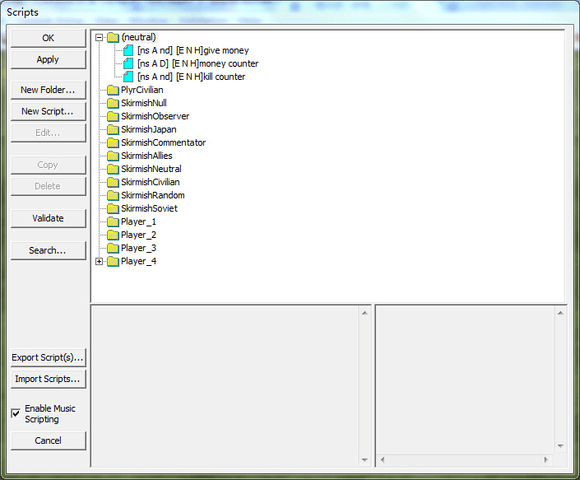 Scripts
OK
Apply
New Folder...
New Script...
Edit...
Copy
Delete
Validate
Search...
Export Script(s)...
Import Scripts...
Enable Music
Scripting
Cancel
(neutral)
[ns A nd] [E N H]give money
[ns A D] [E N H]money counter
[ns A nd] [E N H]kill counter
PlyrCivilian
SkirmishNull
SkirmishObserver
SkirmishJapan
SkirmishCommentator
SkirmishAllies
SkirmishNeutral
SkirmishCivilian
SkirmishRandom
SkirmishSoviet
Player_1
Player_2
Player_3
Player_4